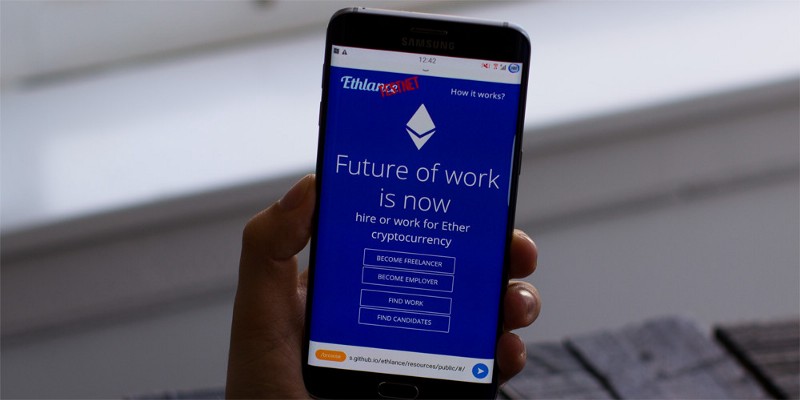 SAMSUNG
12.42
Ethlance
TESTNET
How it works?
Future of work
is now
hire or work for Ether
cryptocurrency
BECOME FREELANCER
BECOME EMPLOYER
FIND WORK
FIND CANDIDATES
s.github.io/ethlance/resources/public/#/